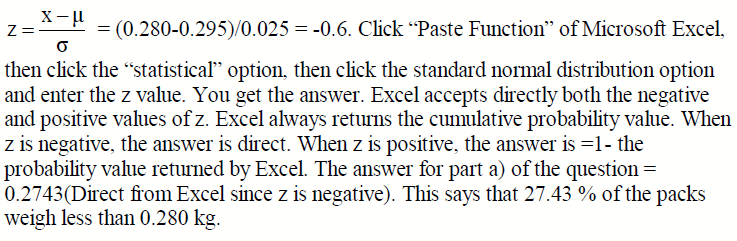 z = (x − μ)/σ = (0.280-0.295)/0.025 = -0.6. Click “Paste Function” of Microsoft Excel,
then click the “statistical” option, then click the standard normal distribution option
and enter the z value. You get the answer. Excel accepts directly both the negative
and positive values of z. Excel always returns the cumulative probability value. When
z is negative, the answer is direct. When z is positive, the answer is =1- the
probability value returned by Excel. The answer for part a) of the question =
0.2743(Direct from Excel since z is negative). This says that 27.43 % of the packs
weigh less than 0.280 kg.